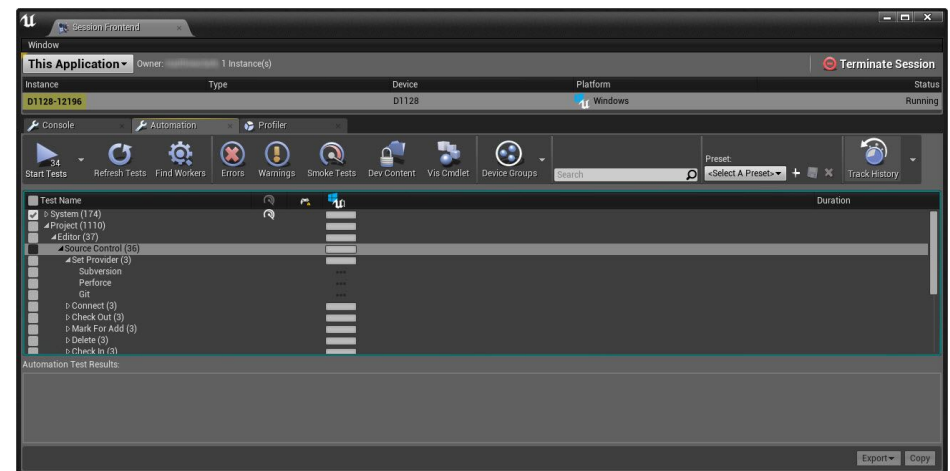 Session Frontend
Window
This Application Owner: 1 Instance(s) Terminate Session
Instance Type Device Platform Status
D1128-12196 D1128 Windows Running
Console Automation Profiler
34
Start Tests Refresh Tests Find Workers Errors Warnings Smoke Tests Dev Content Vis Cmdlet Device Groups Search Preset: <Select A Preset> Track History
Test Name Duration
System (174)
Project (1110)
Editor (37)
Source Control (36)
Set Provider (3)
Subversion
Perforce
Git
Connect (3)
Check Out (3)
Mark For Add (3)
Delete (3)
Check In (3)
Automation Test Results:
Export Copy